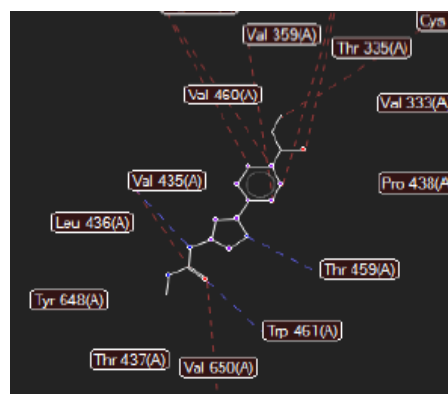 Cys
Val 359(A)
Thr 335(A)
Val 460(A)
Val 333(A)
Val 435(A)
Pro 438(A)
Leu 436(A)
Thr 459(A)
Tyr 648(A)
Trp 461(A)
Thr 437(A)
Val 650(A)